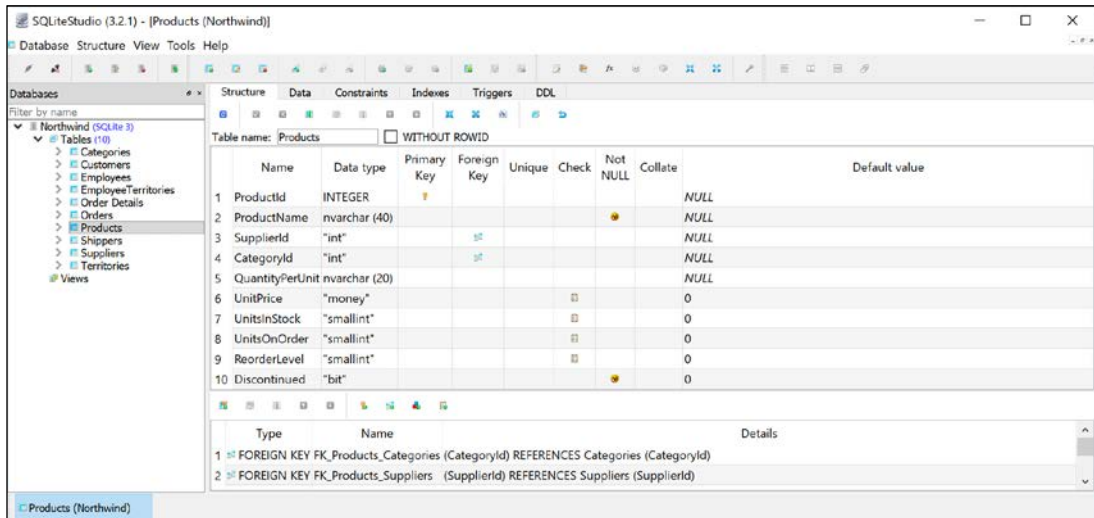 SQLiteStudio (3.2.1) - [Products (Northwind)]
Database Structure View Tools Help
Databases
Filter by name
Northwind (SQLite 3)
Tables (10)
Categories
Customers
Employees
EmployeeTerritories
Order Details
Orders
Products
Shippers
Suppliers
Territories
Views
Structure Data Constraints Indexes Triggers DDL
Table name: Products WITHOUT ROWID
Name Data type Primary Key Foreign Key Unique Check Not NULL Collate Default value
1 ProductId INTEGER NULL
2 ProductName nvarchar (40) NULL
3 SupplierId "int" NULL
4 CategoryId "int" NULL
5 QuantityPerUnit nvarchar (20) NULL
6 UnitPrice "money" 0
7 UnitsInStock "smallint" 0
8 UnitsOnOrder "smallint" 0
9 ReorderLevel "smallint" 0
10 Discontinued "bit" 0
Type Name Details
1 FOREIGN KEY FK_Products_Categories (CategoryId) REFERENCES Categories (CategoryId)
2 FOREIGN KEY FK_Products_Suppliers (SupplierId) REFERENCES Suppliers (SupplierId)
Products (Northwind)